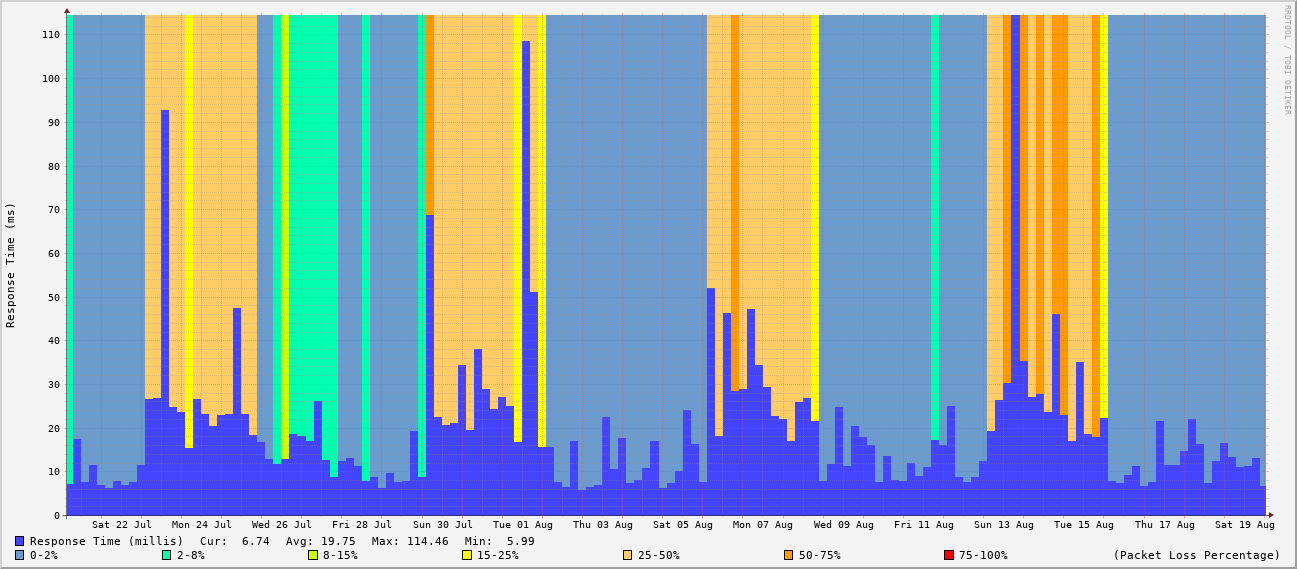 RRDTOOL / TOBI OETIKER
Response Time (ms)
110
100
90
80
70
60
50
40
30
20
10
0
Sat 22 Jul Mon 24 Jul Wed 26 Jul Fri 28 Jul Sun 30 Jul Tue 01 Aug Thu 03 Aug Sat 05 Aug Mon 07 Aug Wed 09 Aug Fri 11 Aug Sun 13 Aug Tue 15 Aug Thu 17 Aug Sat 19 Aug
Response Time (millis) Cur: 6.74 Avg: 19.75 Max: 114.46 Min: 5.99
0-2% 2-8% 8-15% 15-25% 25-50% 50-75% 75-100% (Packet Loss Percentage)